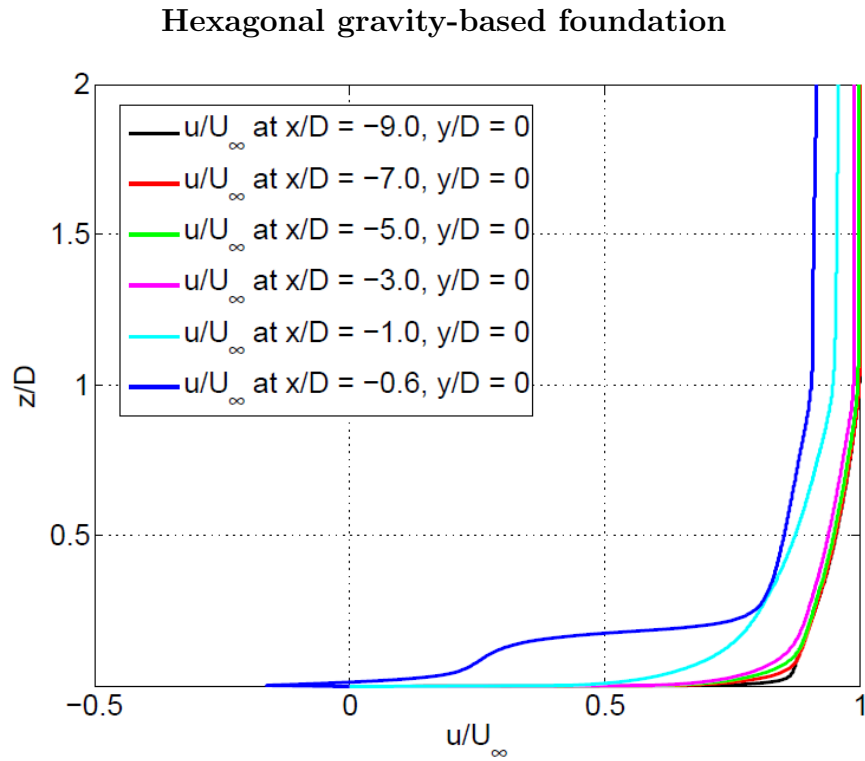 Hexagonal gravity-based foundation
2
u/U∞ at x/D = −9.0, y/D = 0
u/U∞ at x/D = −7.0, y/D = 0
1.5
u/U∞ at x/D = −5.0, y/D = 0
u/U∞ at x/D = −3.0, y/D = 0
u/U∞ at x/D = −1.0, y/D = 0
z/D
1
u/U∞ at x/D = −0.6, y/D = 0
0.5
−0.5 0 0.5 1
u/U∞